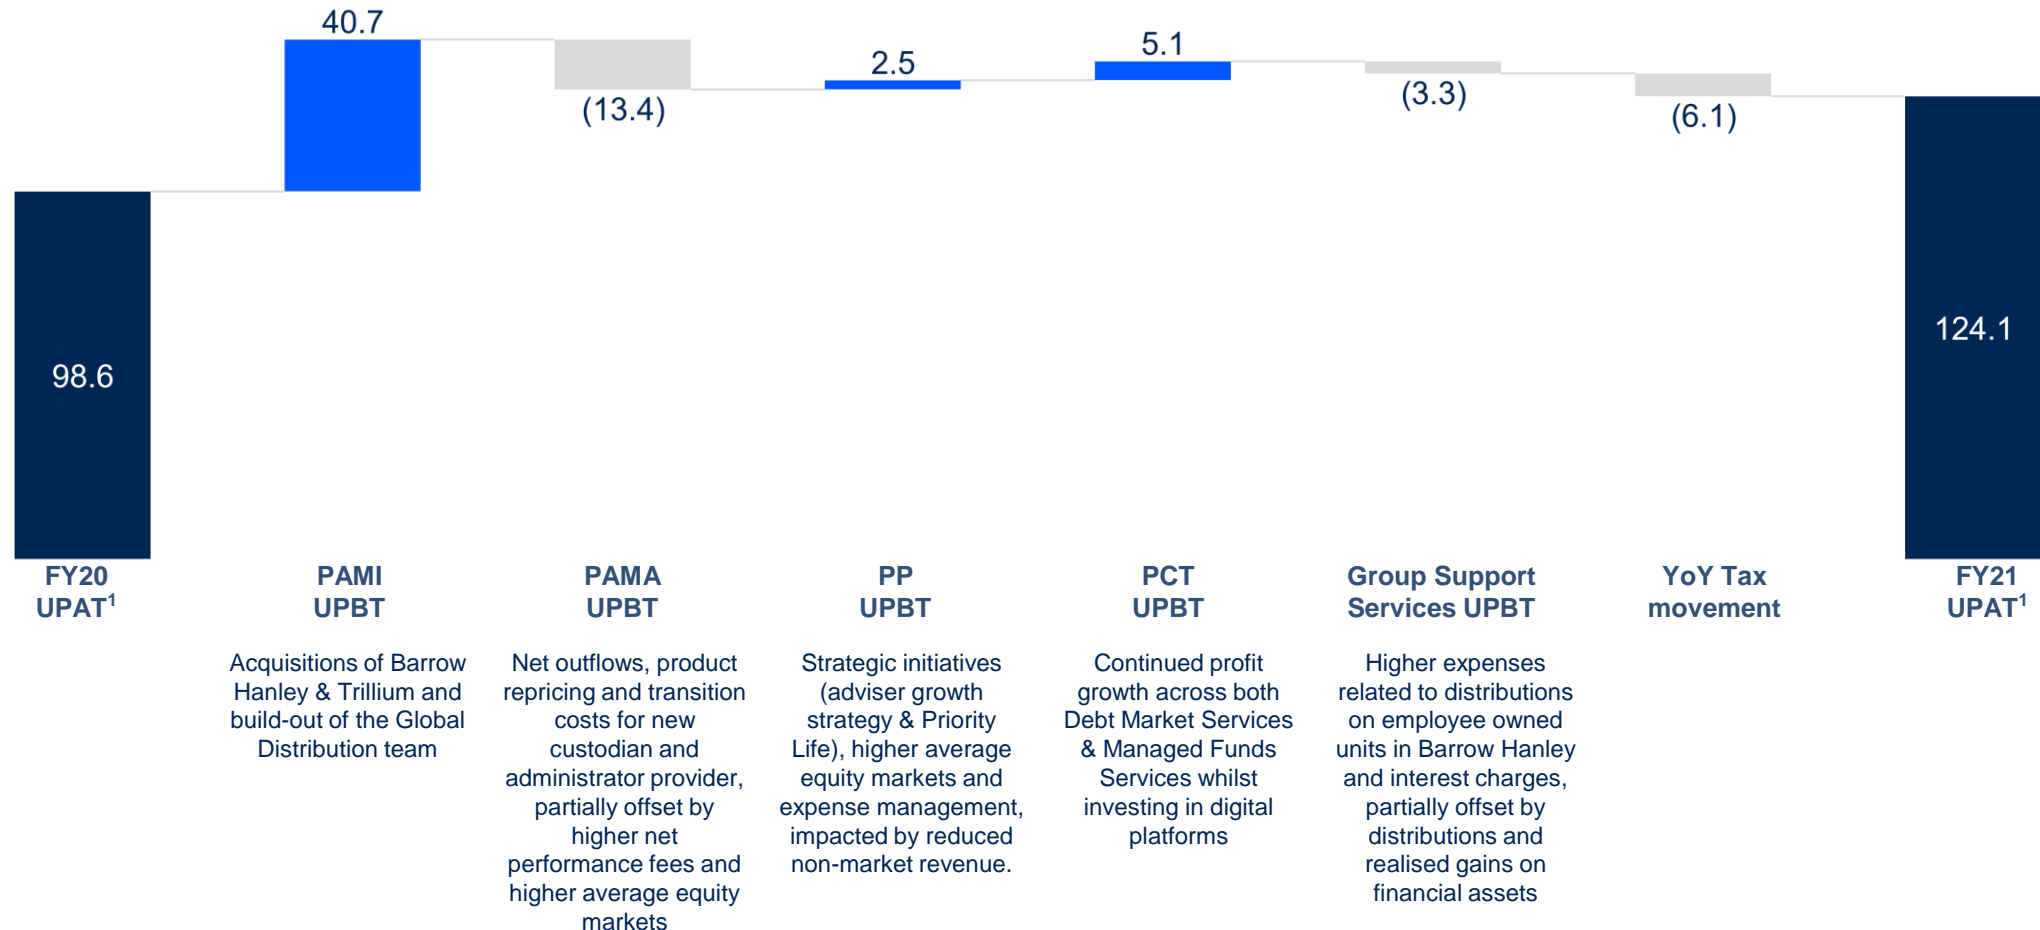 40.7
(13.4)
2.5
5.1
(3.3)
(6.1)
98.6
124.1
FY20
UPAT¹
PAMI
UPBT
PAMA
UPBT
PP
UPBT
PCT
UPBT
Group Support
Services UPBT
YoY Tax
movement
FY21
UPAT¹
Acquisitions of Barrow
Hanley & Trillium and
build-out of the Global
Distribution team
Net outflows, product
repricing and transition
costs for new
custodian and
administrator provider,
partially offset by
higher net
performance fees and
higher average equity
markets
Strategic initiatives
(adviser growth
strategy & Priority
Life), higher average
equity markets and
expense management,
impacted by reduced
non-market revenue.
Continued profit
growth across both
Debt Market Services
& Managed Funds
Services whilst
investing in digital
platforms
Higher expenses
related to distributions
on employee owned
units in Barrow Hanley
and interest charges,
partially offset by
distributions and
realised gains on
financial assets